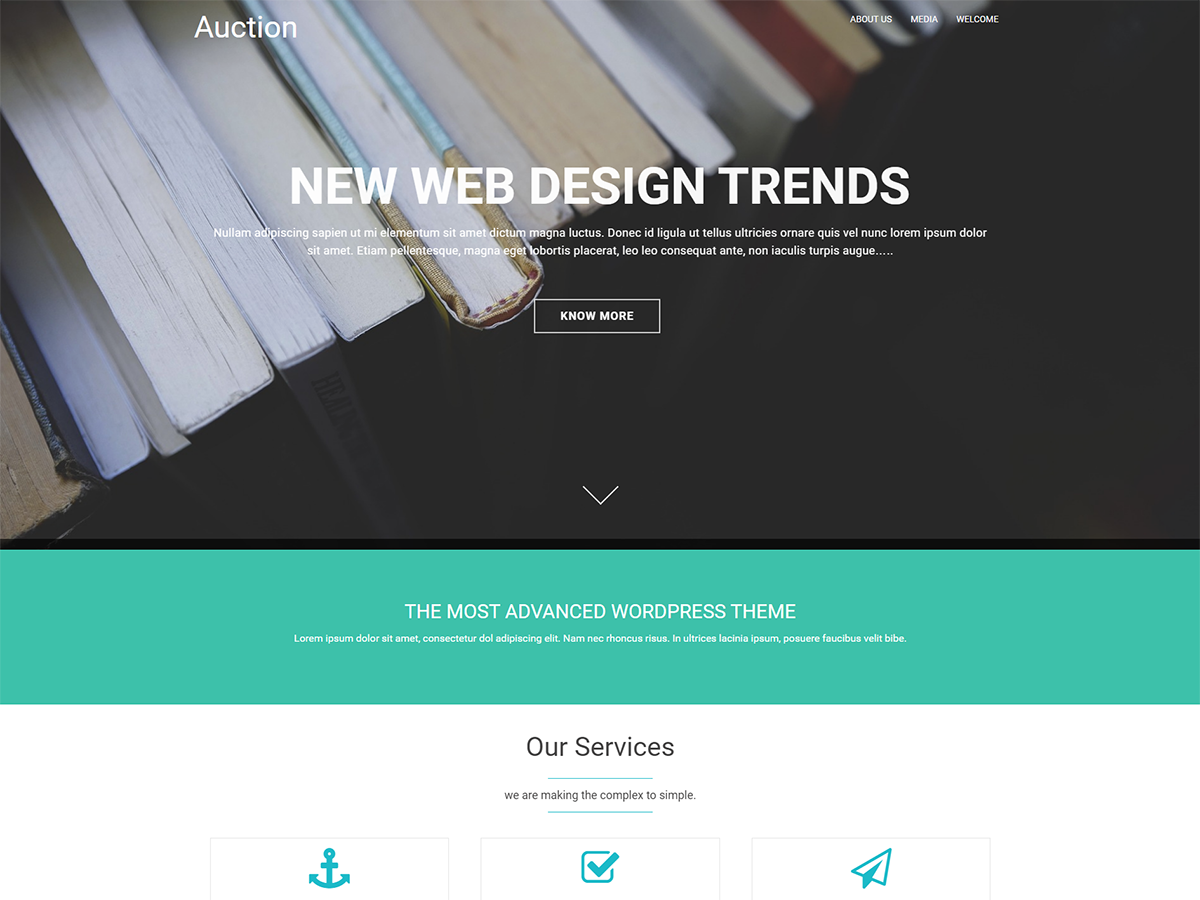 Auction
ABOUT US MEDIA WELCOME
NEW WEB DESIGN TRENDS
Nullam adipiscing sapien ut mi elementum sit amet dictum magna luctus. Donec id ligula ut tellus ultricies ornare quis vel nunc lorem ipsum dolor
sit amet. Etiam pellentesque, magna eget lobortis placerat, leo leo consequat ante, non iaculis turpis augue…..
KNOW MORE
THE MOST ADVANCED WORDPRESS THEME
Lorem ipsum dolor sit amet, consectetur dol adipiscing elit. Nam nec rhoncus risus. In ultrices lacinia ipsum, posuere faucibus velit bibe.
Our Services
we are making the complex to simple.